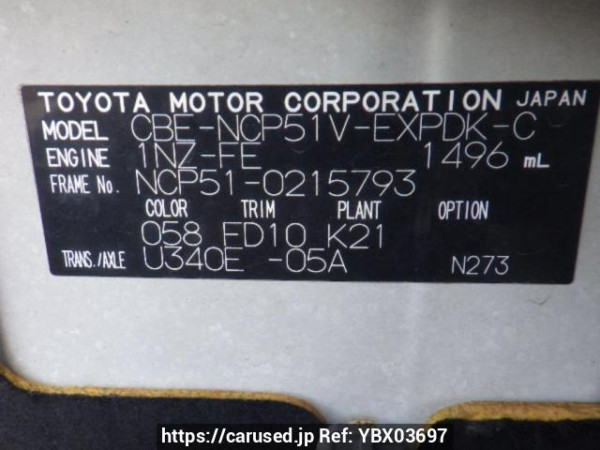 TOYOTA MOTOR CORPORATION JAPAN
MODEL CBE-NCP51V-EXPDK-C
ENGINE 1NZ-FE 1496 mL
FRAME No. NCP51-0215793
COLOR TRIM PLANT OPTION
058 FD10 K21
TRANS./AXLE U340E -05A N273
https://carused.jp Ref: YBX03697